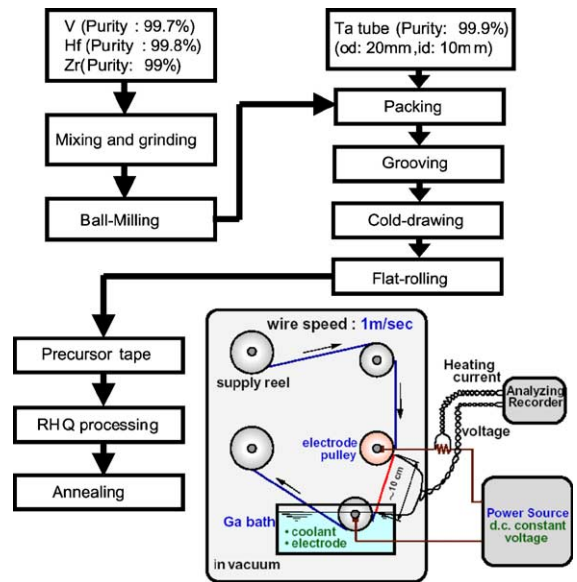 V (Purity : 99.7%)
Hf (Purity : 99.8%)
Zr(Purity: 99%)
Ta tube (Purity: 99.9%)
(od: 20mm,id: 10mm)
Mixing and grinding
Ball-Milling
Packing
Grooving
Cold-drawing
Flat-rolling
Precursor tape
RHQ processing
Annealing
wire speed : 1m/sec
supply reel
Heating
current
Analyzing
Recorder
voltage
electrode
pulley
~10 cm
Ga bath
• coolant
• electrode
in vacuum
Power Source
d.c. constant
voltage